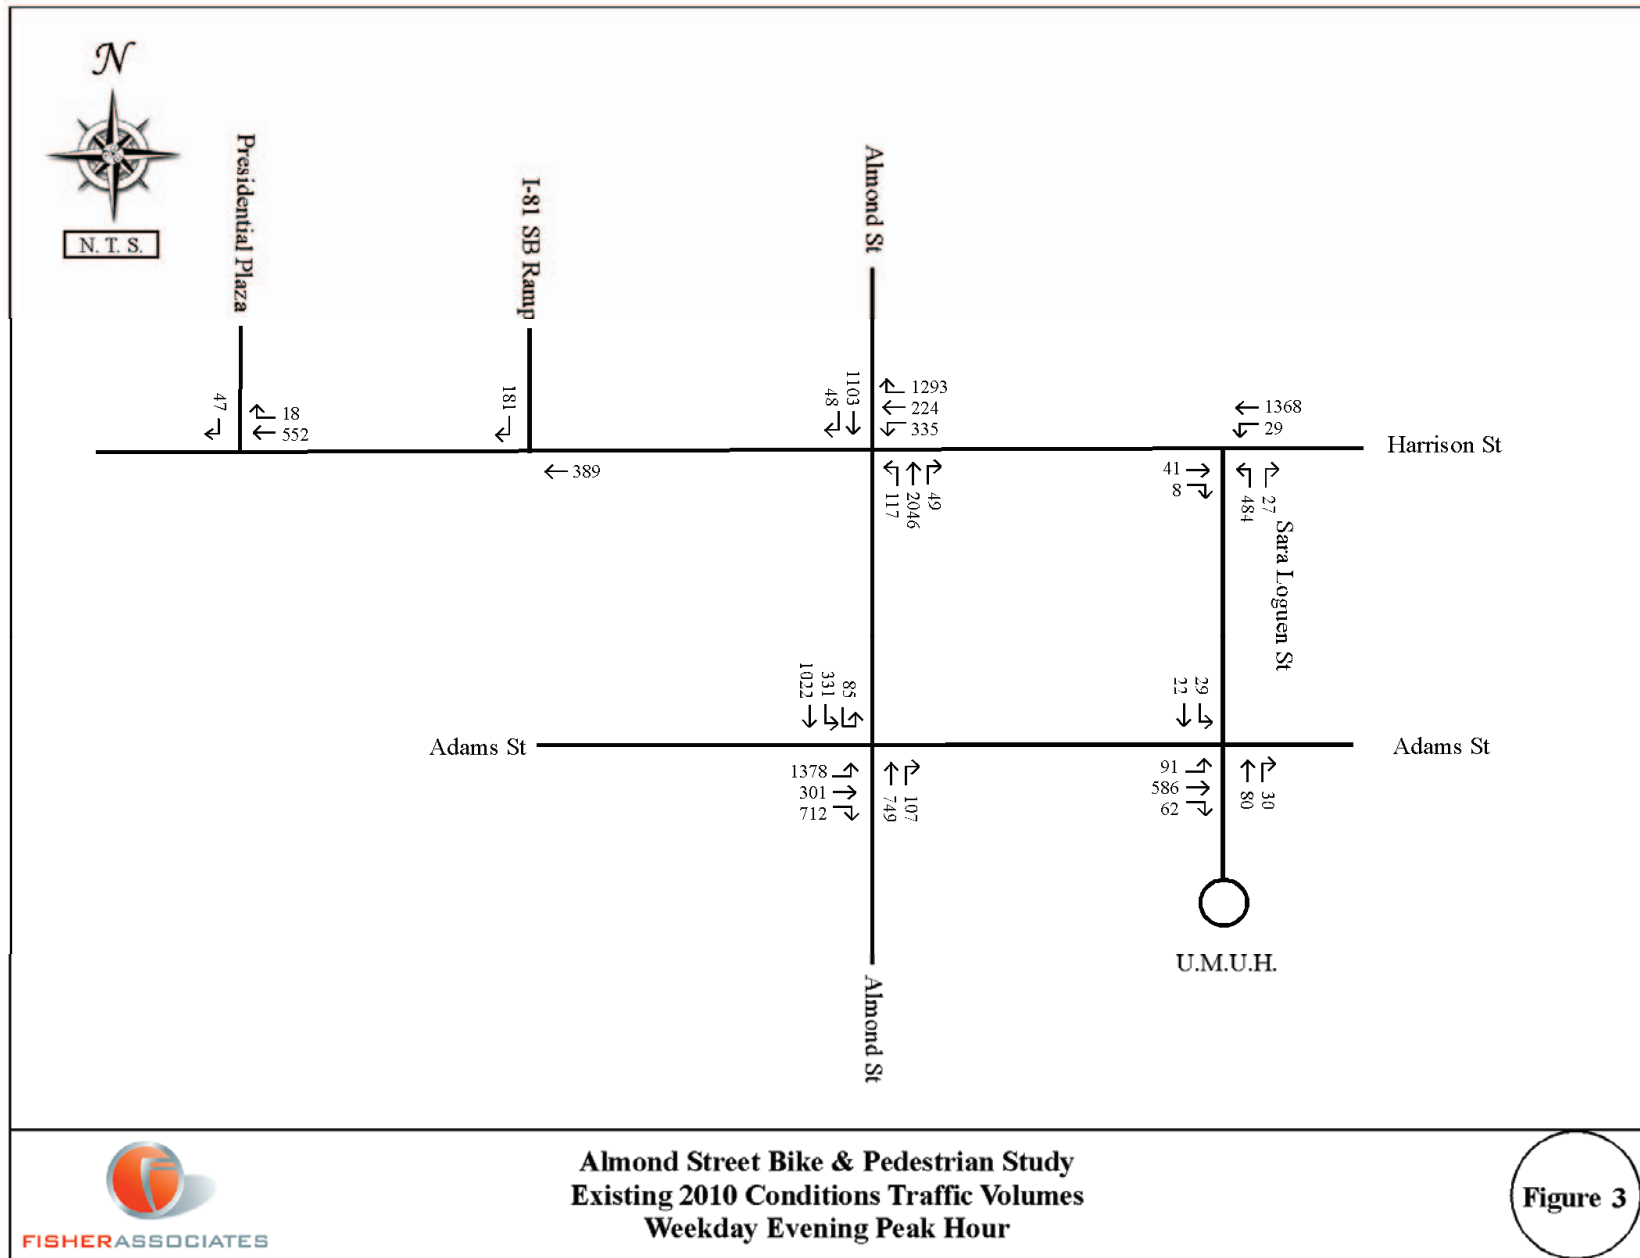 N
N. T. S.
Presidential Plaza
I-81 SB Ramp
Almond St
47
18
552
181
389
1103
48
1293
224
335
117
2046
49
1368
29
Harrison St
41
8
484
27
Sara Loguen St
1022
331
85
22
29
Adams St
Adams St
1378
301
712
749
107
91
586
62
80
30
Almond St
U.M.U.H.
FISHERASSOCIATES
Almond Street Bike & Pedestrian Study
Existing 2010 Conditions Traffic Volumes
Weekday Evening Peak Hour
Figure 3